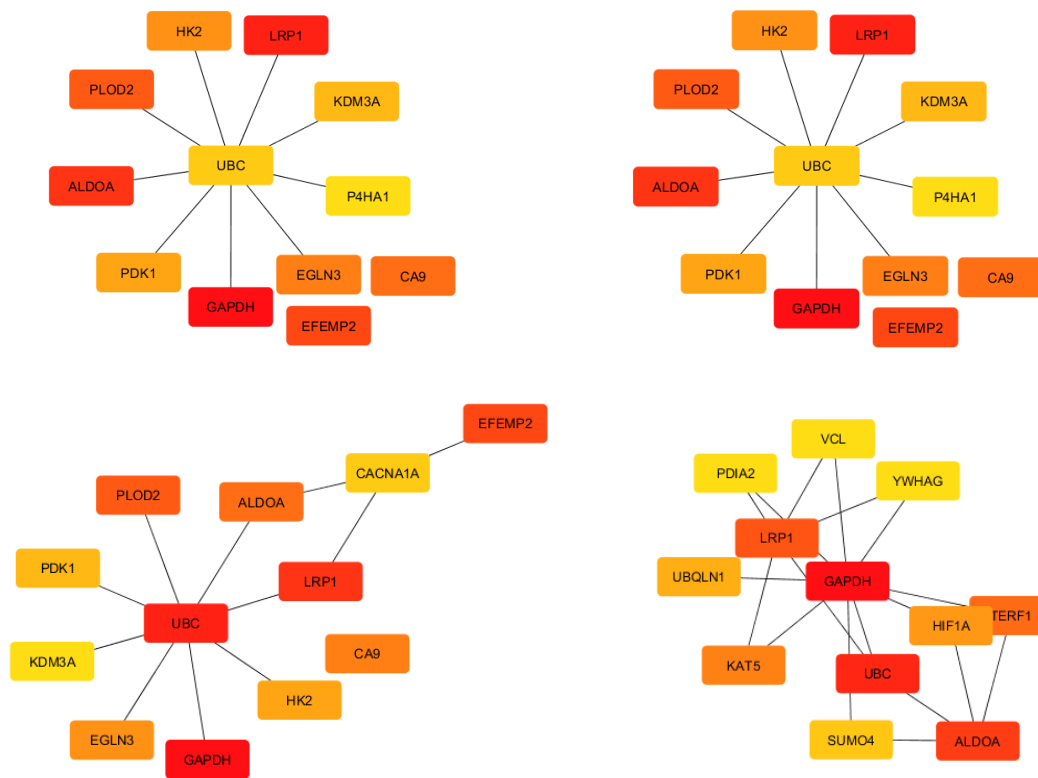 HK2
LRP1
PLOD2
KDM3A
UBC
ALDOA
P4HA1
PDK1
EGLN3
CA9
GAPDH
EFEMP2
HK2
LRP1
PLOD2
KDM3A
UBC
ALDOA
P4HA1
PDK1
EGLN3
CA9
GAPDH
EFEMP2
EFEMP2
CACNA1A
PLOD2
ALDOA
PDK1
LRP1
UBC
CA9
KDM3A
HK2
EGLN3
GAPDH
VCL
PDIA2
YWHAG
LRP1
UBQLN1
GAPDH
TERF1
HIF1A
KAT5
UBC
SUMO4
ALDOA